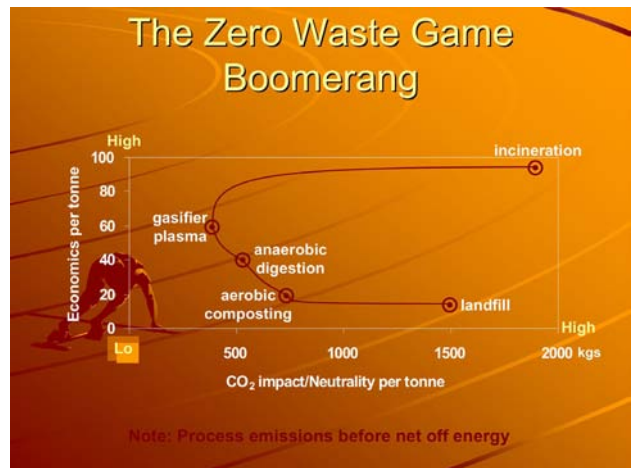 The Zero Waste Game
Boomerang
High
100
80
60
40
20
0
Economics per tonne
incineration
gasifier
plasma
anaerobic
digestion
aerobic
composting
landfill
High
Lo
500
1000
1500
2000 kgs
CO₂ impact/Neutrality per tonne
Note: Process emissions before net off energy